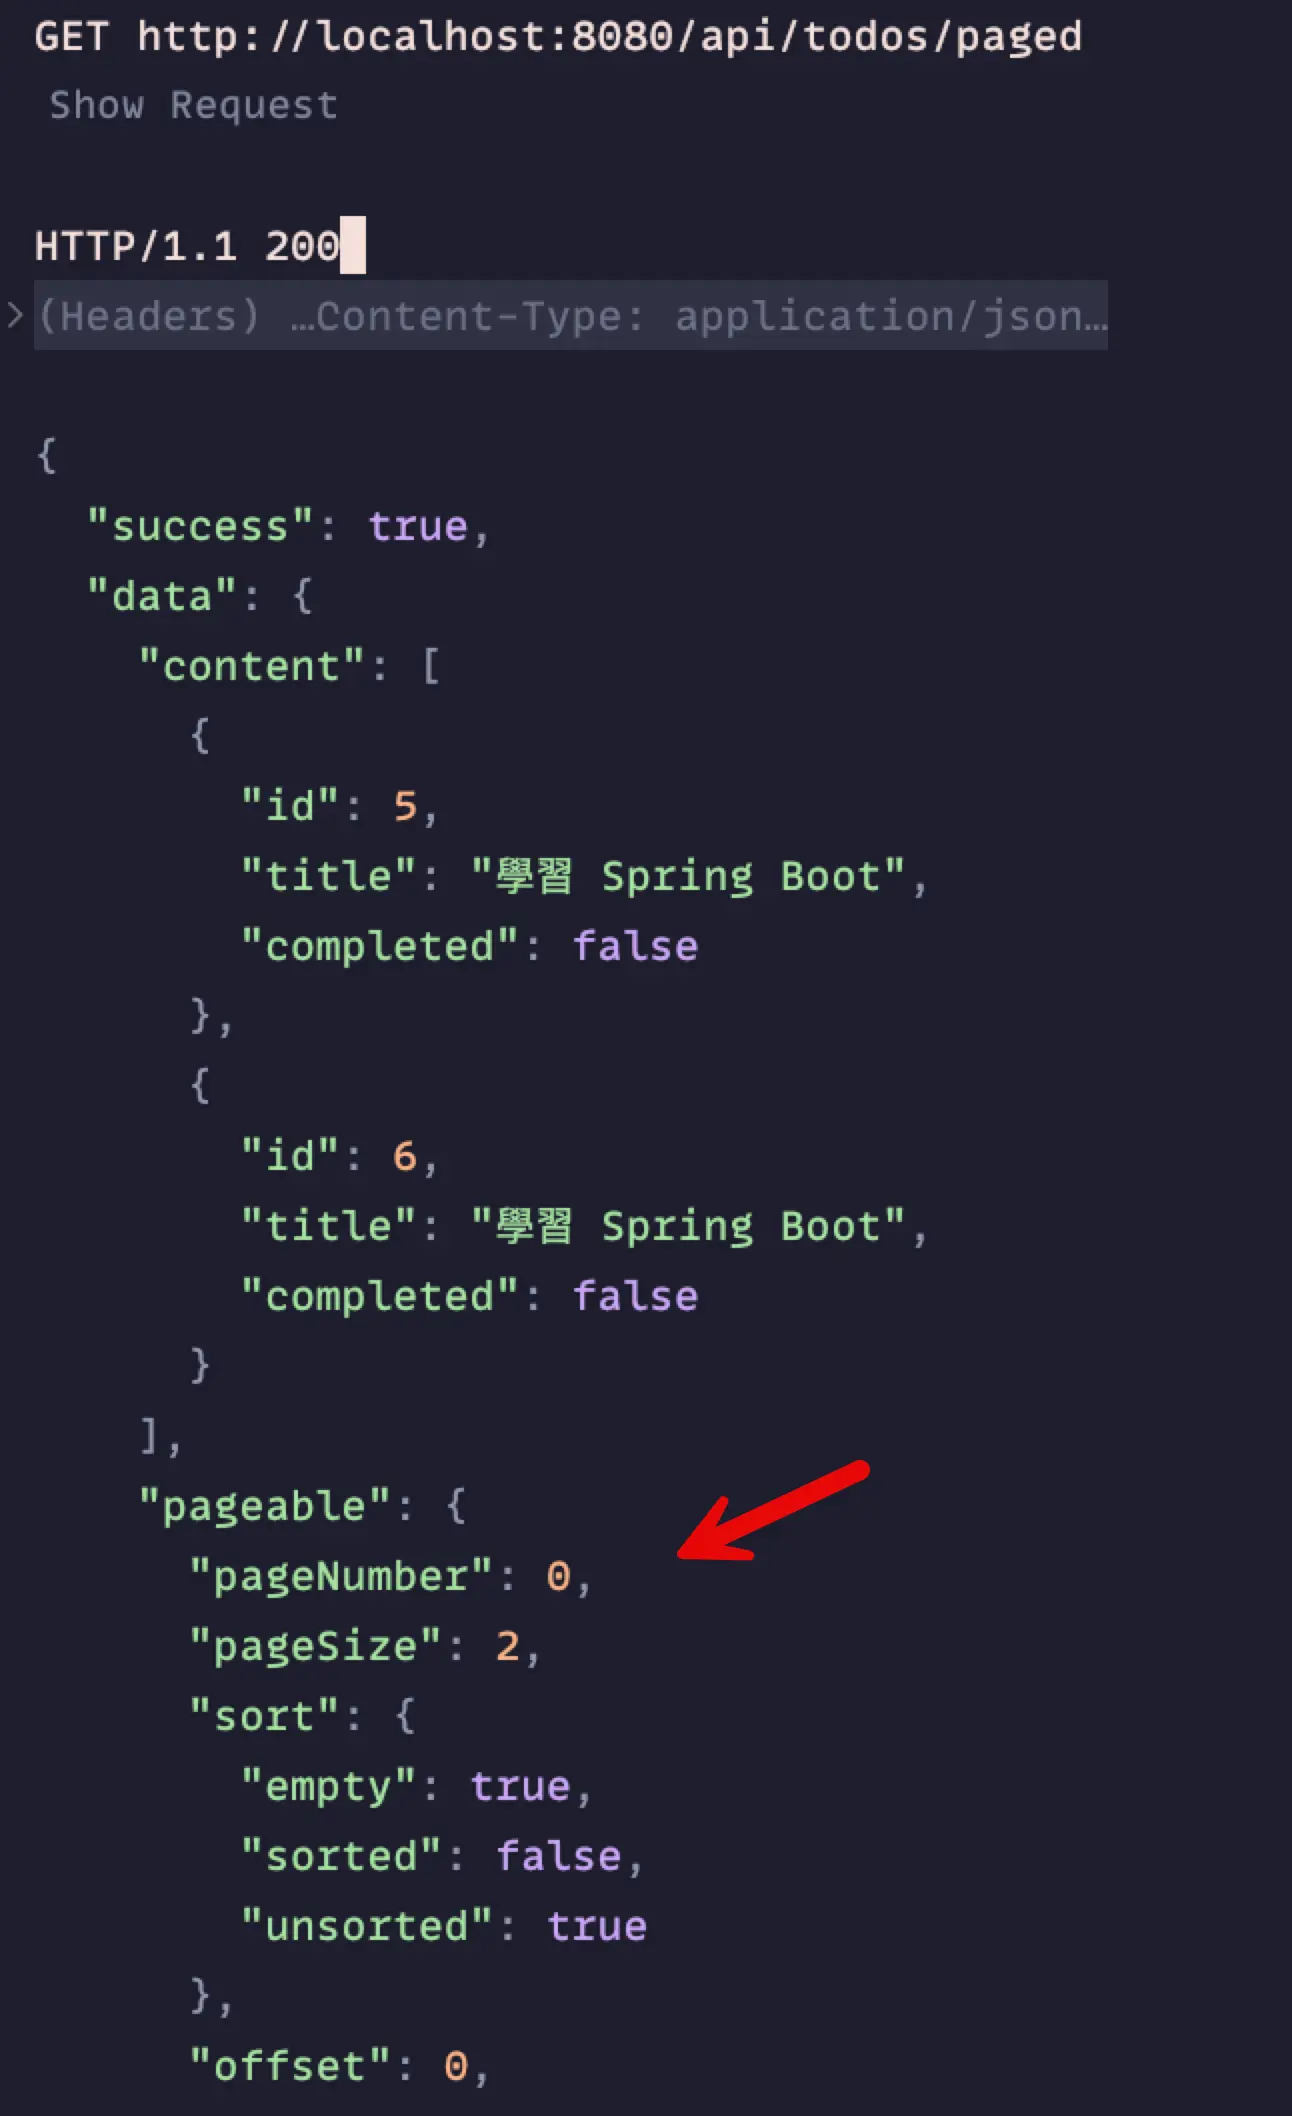 GET http://localhost:8080/api/todos/paged
Show Request
HTTP/1.1 200
(Headers) …Content-Type: application/json…
{
"success": true,
"data": {
"content": [
{
"id": 5,
"title": "學習 Spring Boot",
"completed": false
},
{
"id": 6,
"title": "學習 Spring Boot",
"completed": false
}
],
"pageable": {
"pageNumber": 0,
"pageSize": 2,
"sort": {
"empty": true,
"sorted": false,
"unsorted": true
},
"offset": 0,